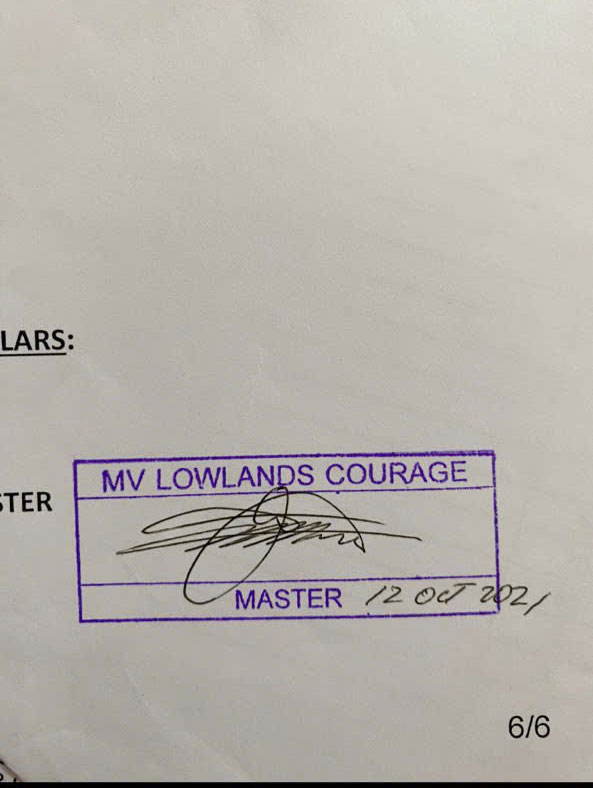 LARS:
MV LOWLANDS COURAGE
STER
MASTER 12 OCT 2021
6/6